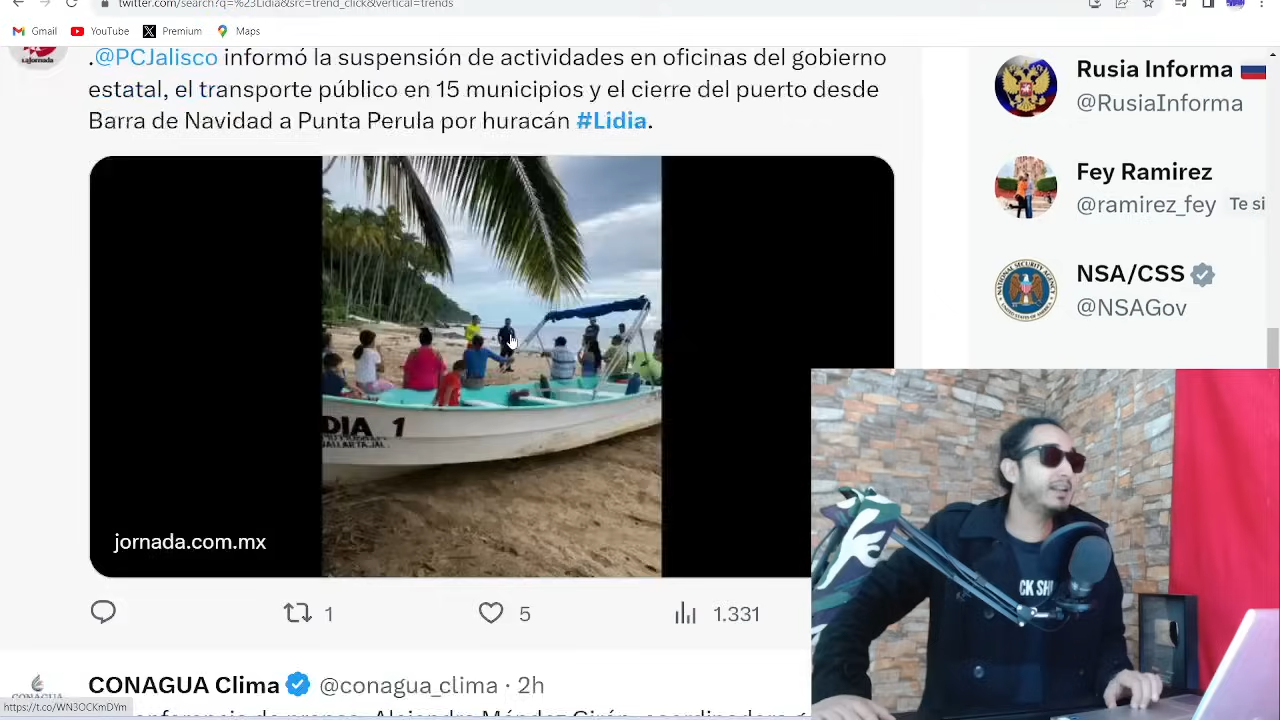 twitter.com/search?q=%23Lidia&src=trend_click&vertical=trends
Gmail
YouTube
Premium
Maps
.@PCJalisco informó la suspensión de actividades en oficinas del gobierno
estatal, el transporte público en 15 municipios y el cierre del puerto desde
Barra de Navidad a Punta Perula por huracán #Lidia.
DIA 1
jornada.com.mx
1
5
1.331
CONAGUA Clima @conagua_clima · 2h
https://t.co/WN3OCKmDYm
Rusia Informa
@RusiaInforma
Fey Ramirez
@ramirez_fey Te si
NSA/CSS
@NSAGov
CK SH